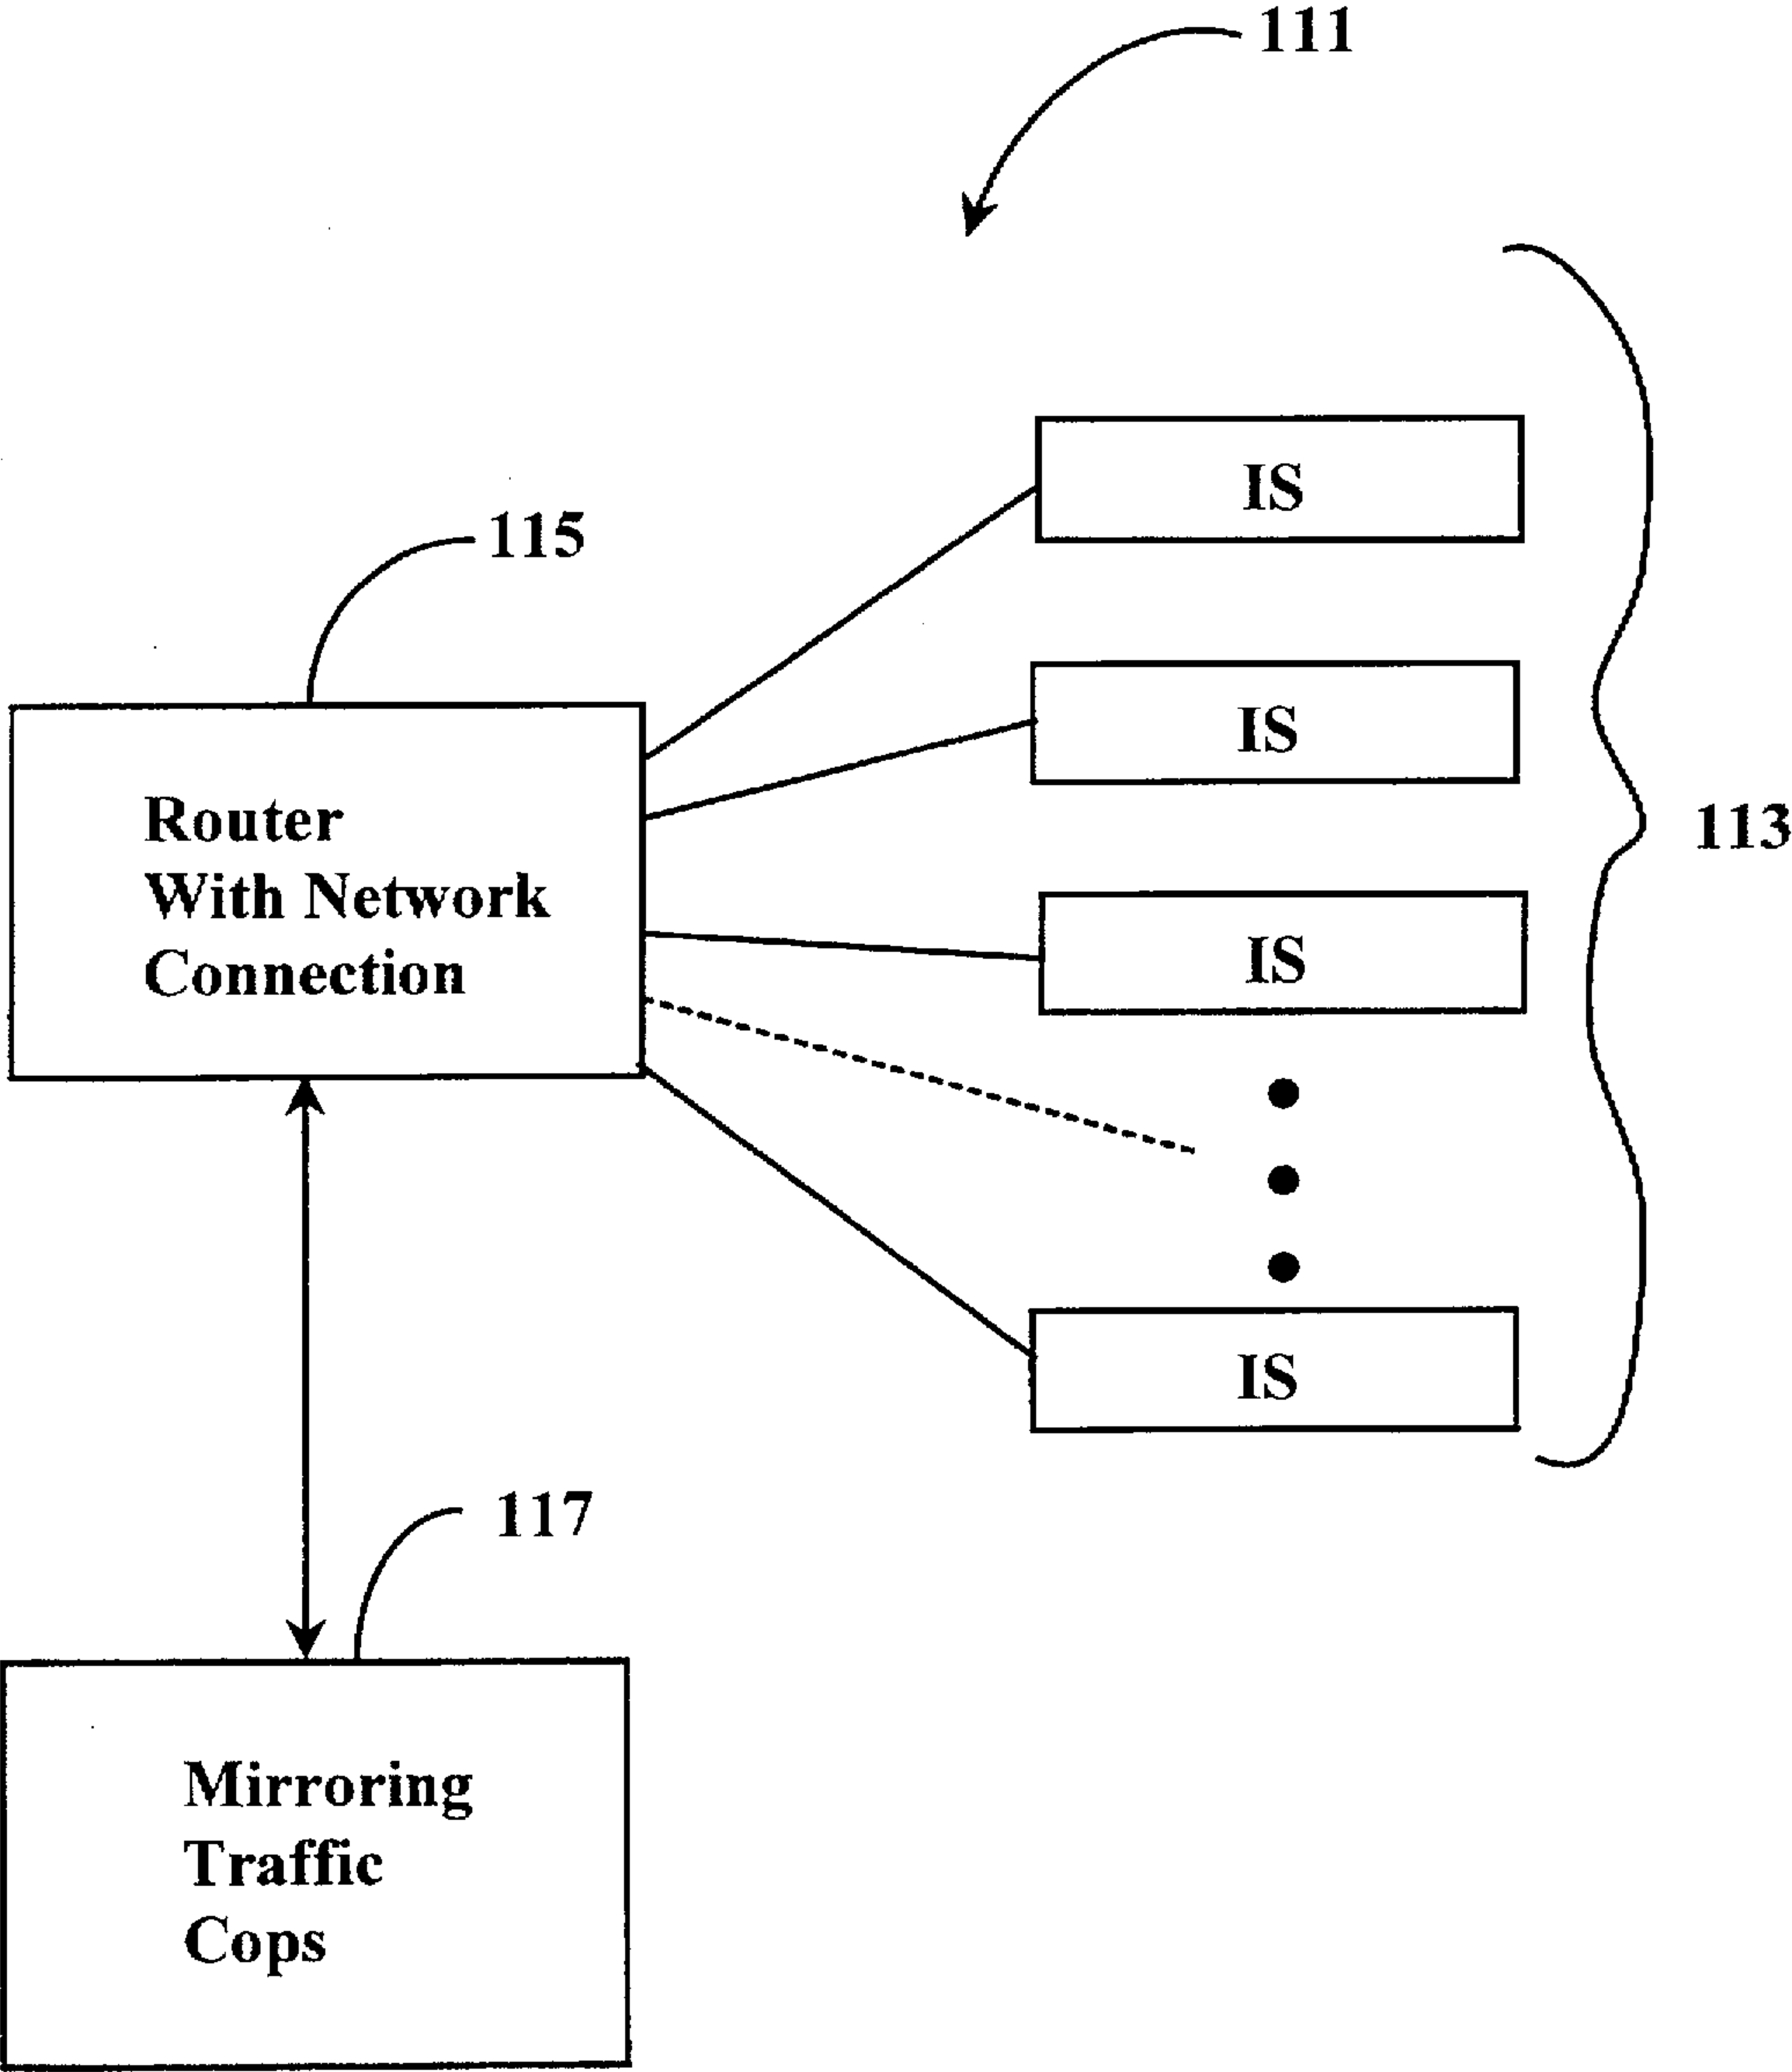 111
IS
115
IS
Router
With Network
Connection
113
IS
IS
117
Mirroring
Traffic
Cops